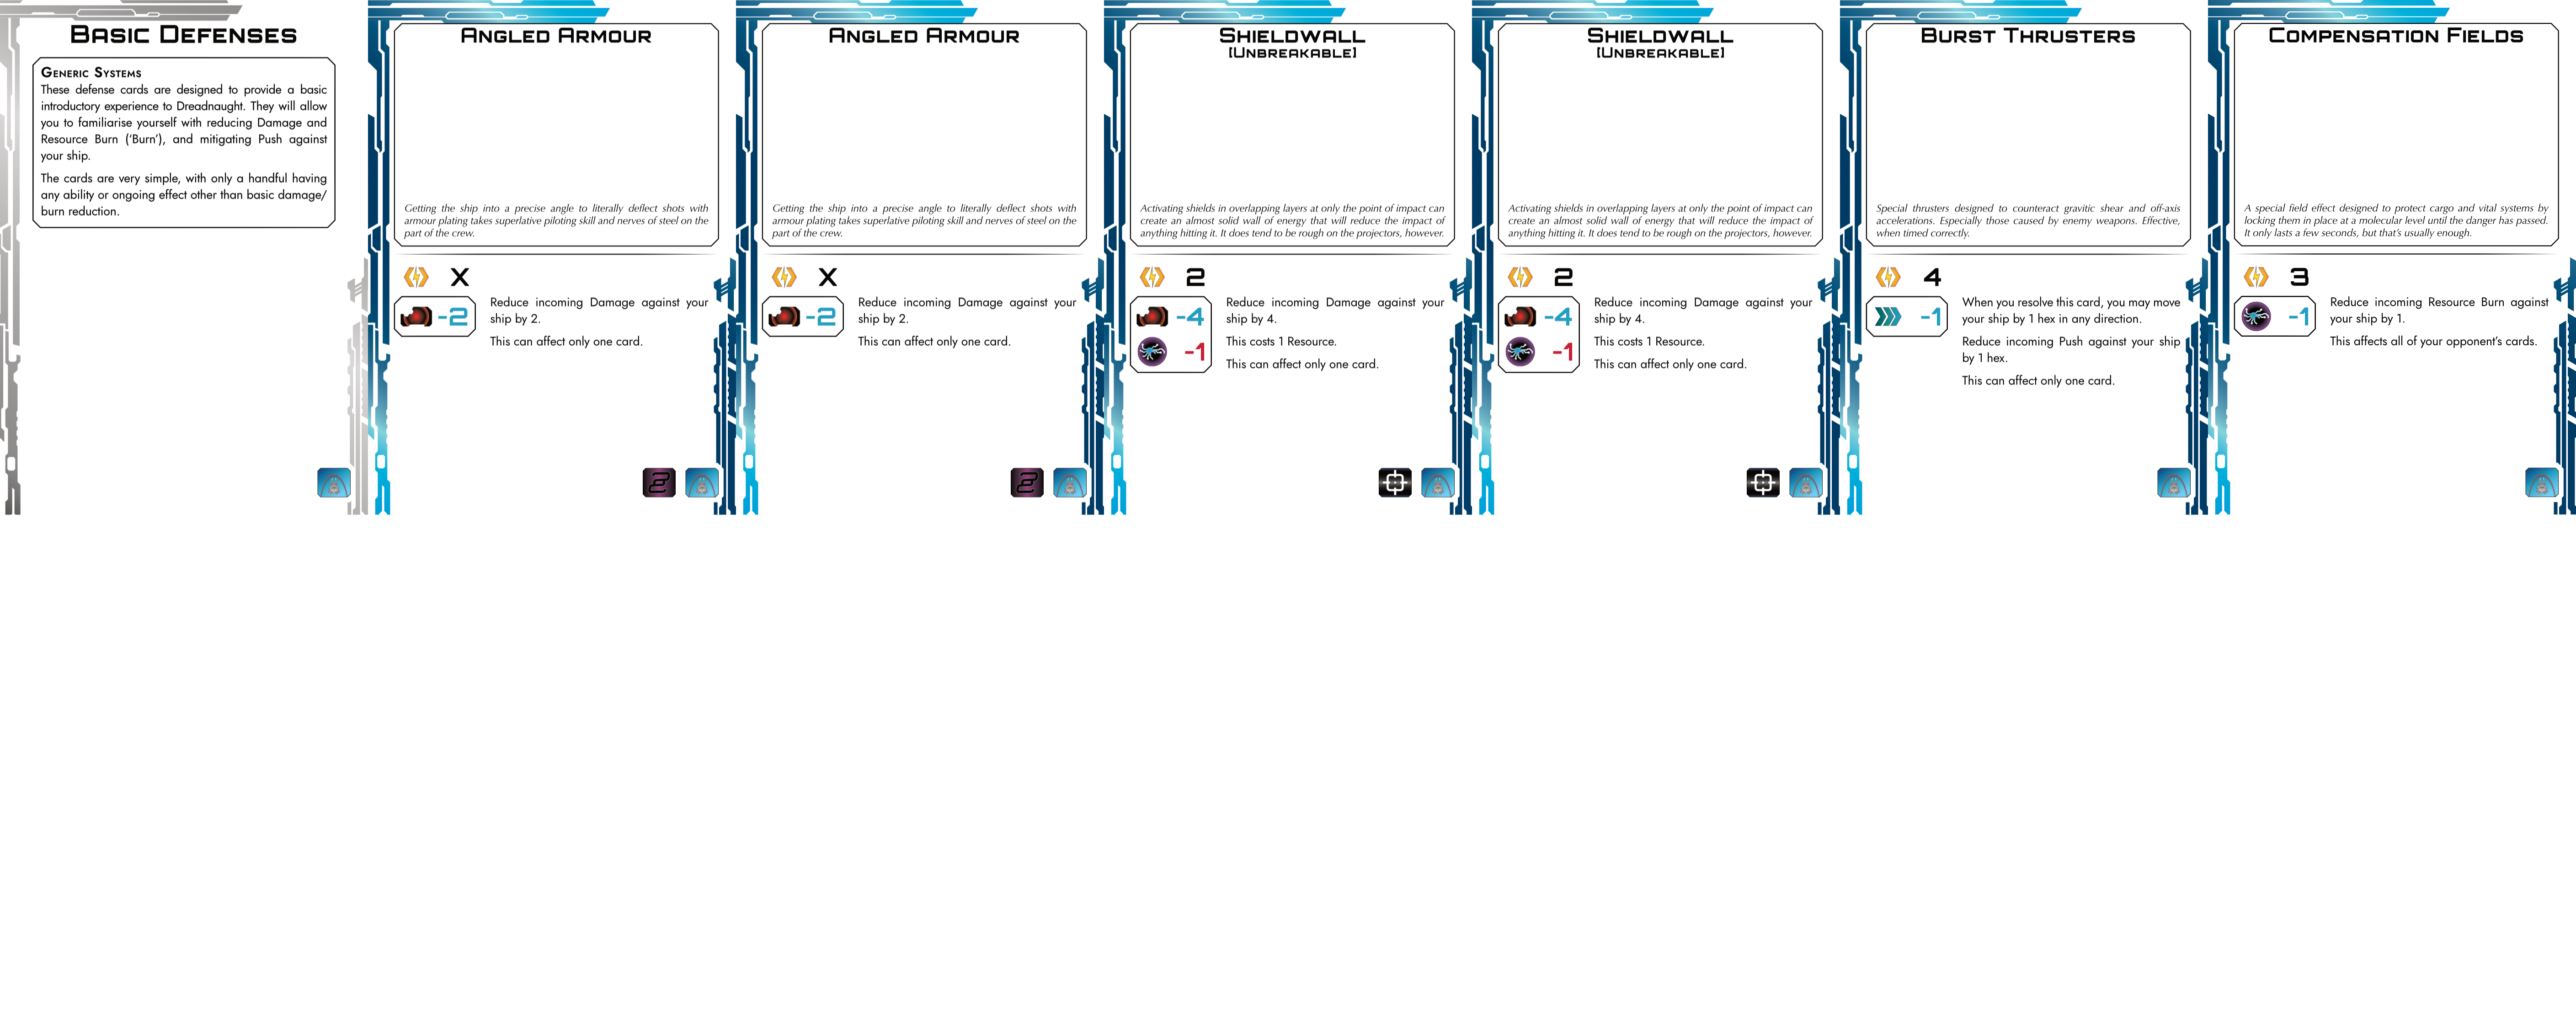 BASIC DEFENSES
GENERIC SYSTEMS
These defense cards are designed to provide a basic
introductory experience to Dreadnaught. They will allow
you to familiarise yourself with reducing Damage and
Resource Burn (‘Burn’), and mitigating Push against
your ship.
The cards are very simple, with only a handful having
any ability or ongoing effect other than basic damage/
burn reduction.
ANGLED ARMOUR
Getting the ship into a precise angle to literally deflect shots with
armour plating takes superlative piloting skill and nerves of steel on the
part of the crew.
X
-2
Reduce incoming Damage against your
ship by 2.
This can affect only one card.
ANGLED ARMOUR
Getting the ship into a precise angle to literally deflect shots with
armour plating takes superlative piloting skill and nerves of steel on the
part of the crew.
X
-2
Reduce incoming Damage against your
ship by 2.
This can affect only one card.
SHIELDWALL
[UNBREAKABLE]
Activating shields in overlapping layers at only the point of impact can
create an almost solid wall of energy that will reduce the impact of
anything hitting it. It does tend to be rough on the projectors, however.
2
-4
-1
Reduce incoming Damage against your
ship by 4.
This costs 1 Resource.
This can affect only one card.
SHIELDWALL
[UNBREAKABLE]
Activating shields in overlapping layers at only the point of impact can
create an almost solid wall of energy that will reduce the impact of
anything hitting it. It does tend to be rough on the projectors, however.
2
-4
-1
Reduce incoming Damage against your
ship by 4.
This costs 1 Resource.
This can affect only one card.
BURST THRUSTERS
Special thrusters designed to counteract gravitic shear and off-axis
accelerations. Especially those caused by enemy weapons. Effective,
when timed correctly.
4
-1
When you resolve this card, you may move
your ship by 1 hex in any direction.
Reduce incoming Push against your ship
by 1 hex.
This can affect only one card.
COMPENSATION FIELDS
A special field effect designed to protect cargo and vital systems by
locking them in place at a molecular level until the danger has passed.
It only lasts a few seconds, but that’s usually enough.
3
-1
Reduce incoming Resource Burn against
your ship by 1.
This affects all of your opponent’s cards.